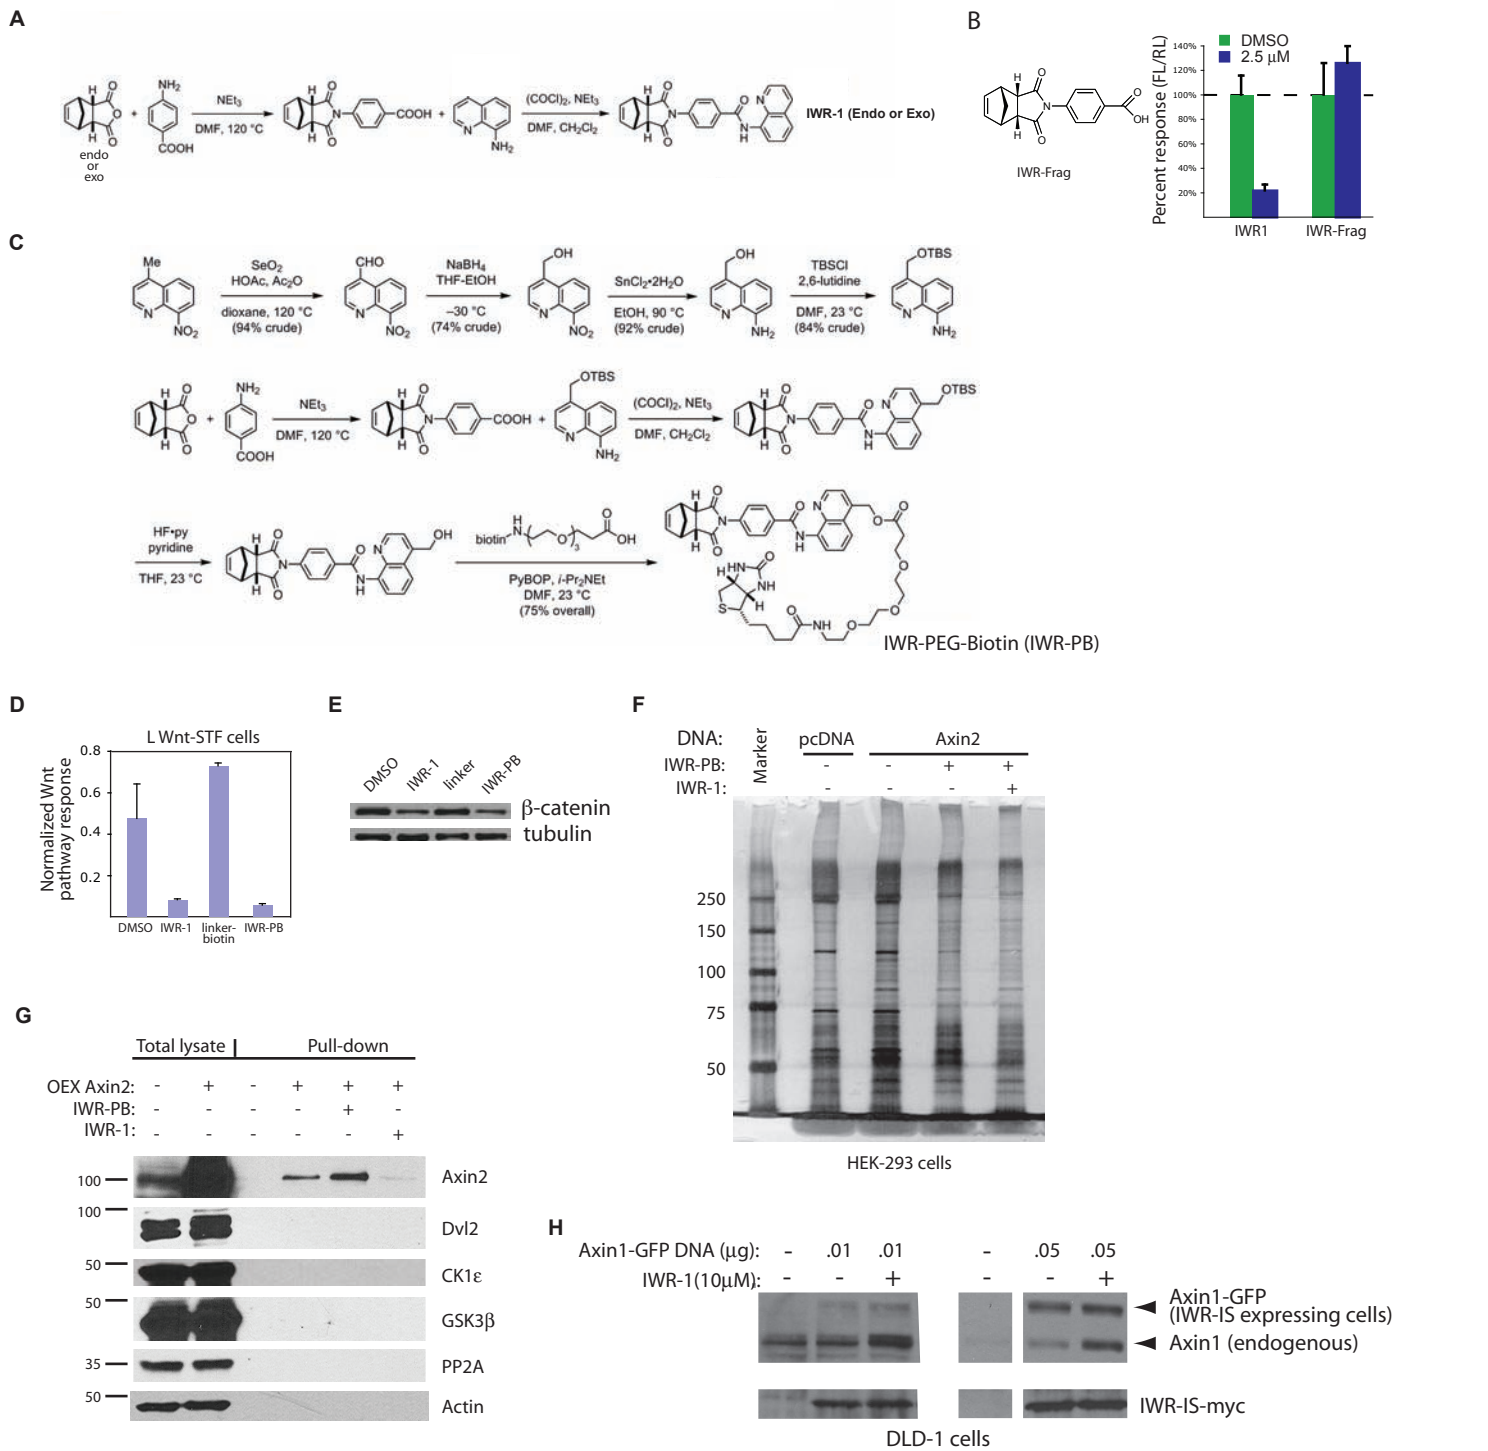 A
NH2
COOH
endo
or
exo
NEt3
DMF, 120 °C
COOH
NH2
(COCl)2, NEt3
DMF, CH2Cl2
IWR-1 (Endo or Exo)
B
IWR-Frag
Percent response (FL/RL)
DMSO
2.5 µM
140%
120%
100%
80%
60%
40%
20%
IWR1
IWR-Frag
C
Me
NO2
SeO2
HOAc, Ac2O
dioxane, 120 °C
(94% crude)
CHO
NO2
NaBH4
THF-EtOH
–30 °C
(74% crude)
OH
NO2
SnCl2•2H2O
EtOH, 90 °C
(92% crude)
OH
NH2
TBSCl
2,6-lutidine
DMF, 23 °C
(84% crude)
OTBS
NH2
NH2
COOH
NEt3
DMF, 120 °C
COOH
OTBS
NH2
(COCl)2, NEt3
DMF, CH2Cl2
OTBS
HF•py
pyridine
THF, 23 °C
OH
biotin
PyBOP, i-Pr2NEt
DMF, 23 °C
(75% overall)
IWR-PEG-Biotin (IWR-PB)
D
L Wnt-STF cells
Normalized Wnt
pathway response
0.8
0.6
0.4
0.2
DMSO IWR-1 linker-biotin IWR-PB
E
DMSO IWR-1 linker IWR-PB
β-catenin
tubulin
F
DNA: Marker pcDNA Axin2
IWR-PB: - - + +
IWR-1: - - - +
250
150
100
75
50
HEK-293 cells
G
Total lysate | Pull-down
OEX Axin2: - + - + + +
IWR-PB: - - - - + -
IWR-1: - - - - - +
100 Axin2
100 Dvl2
50 CK1ε
50 GSK3β
35 PP2A
50 Actin
H
Axin1-GFP DNA (µg): - .01 .01 - .05 .05
IWR-1(10µM): - - + - - +
Axin1-GFP
(IWR-IS expressing cells)
Axin1 (endogenous)
IWR-IS-myc
DLD-1 cells